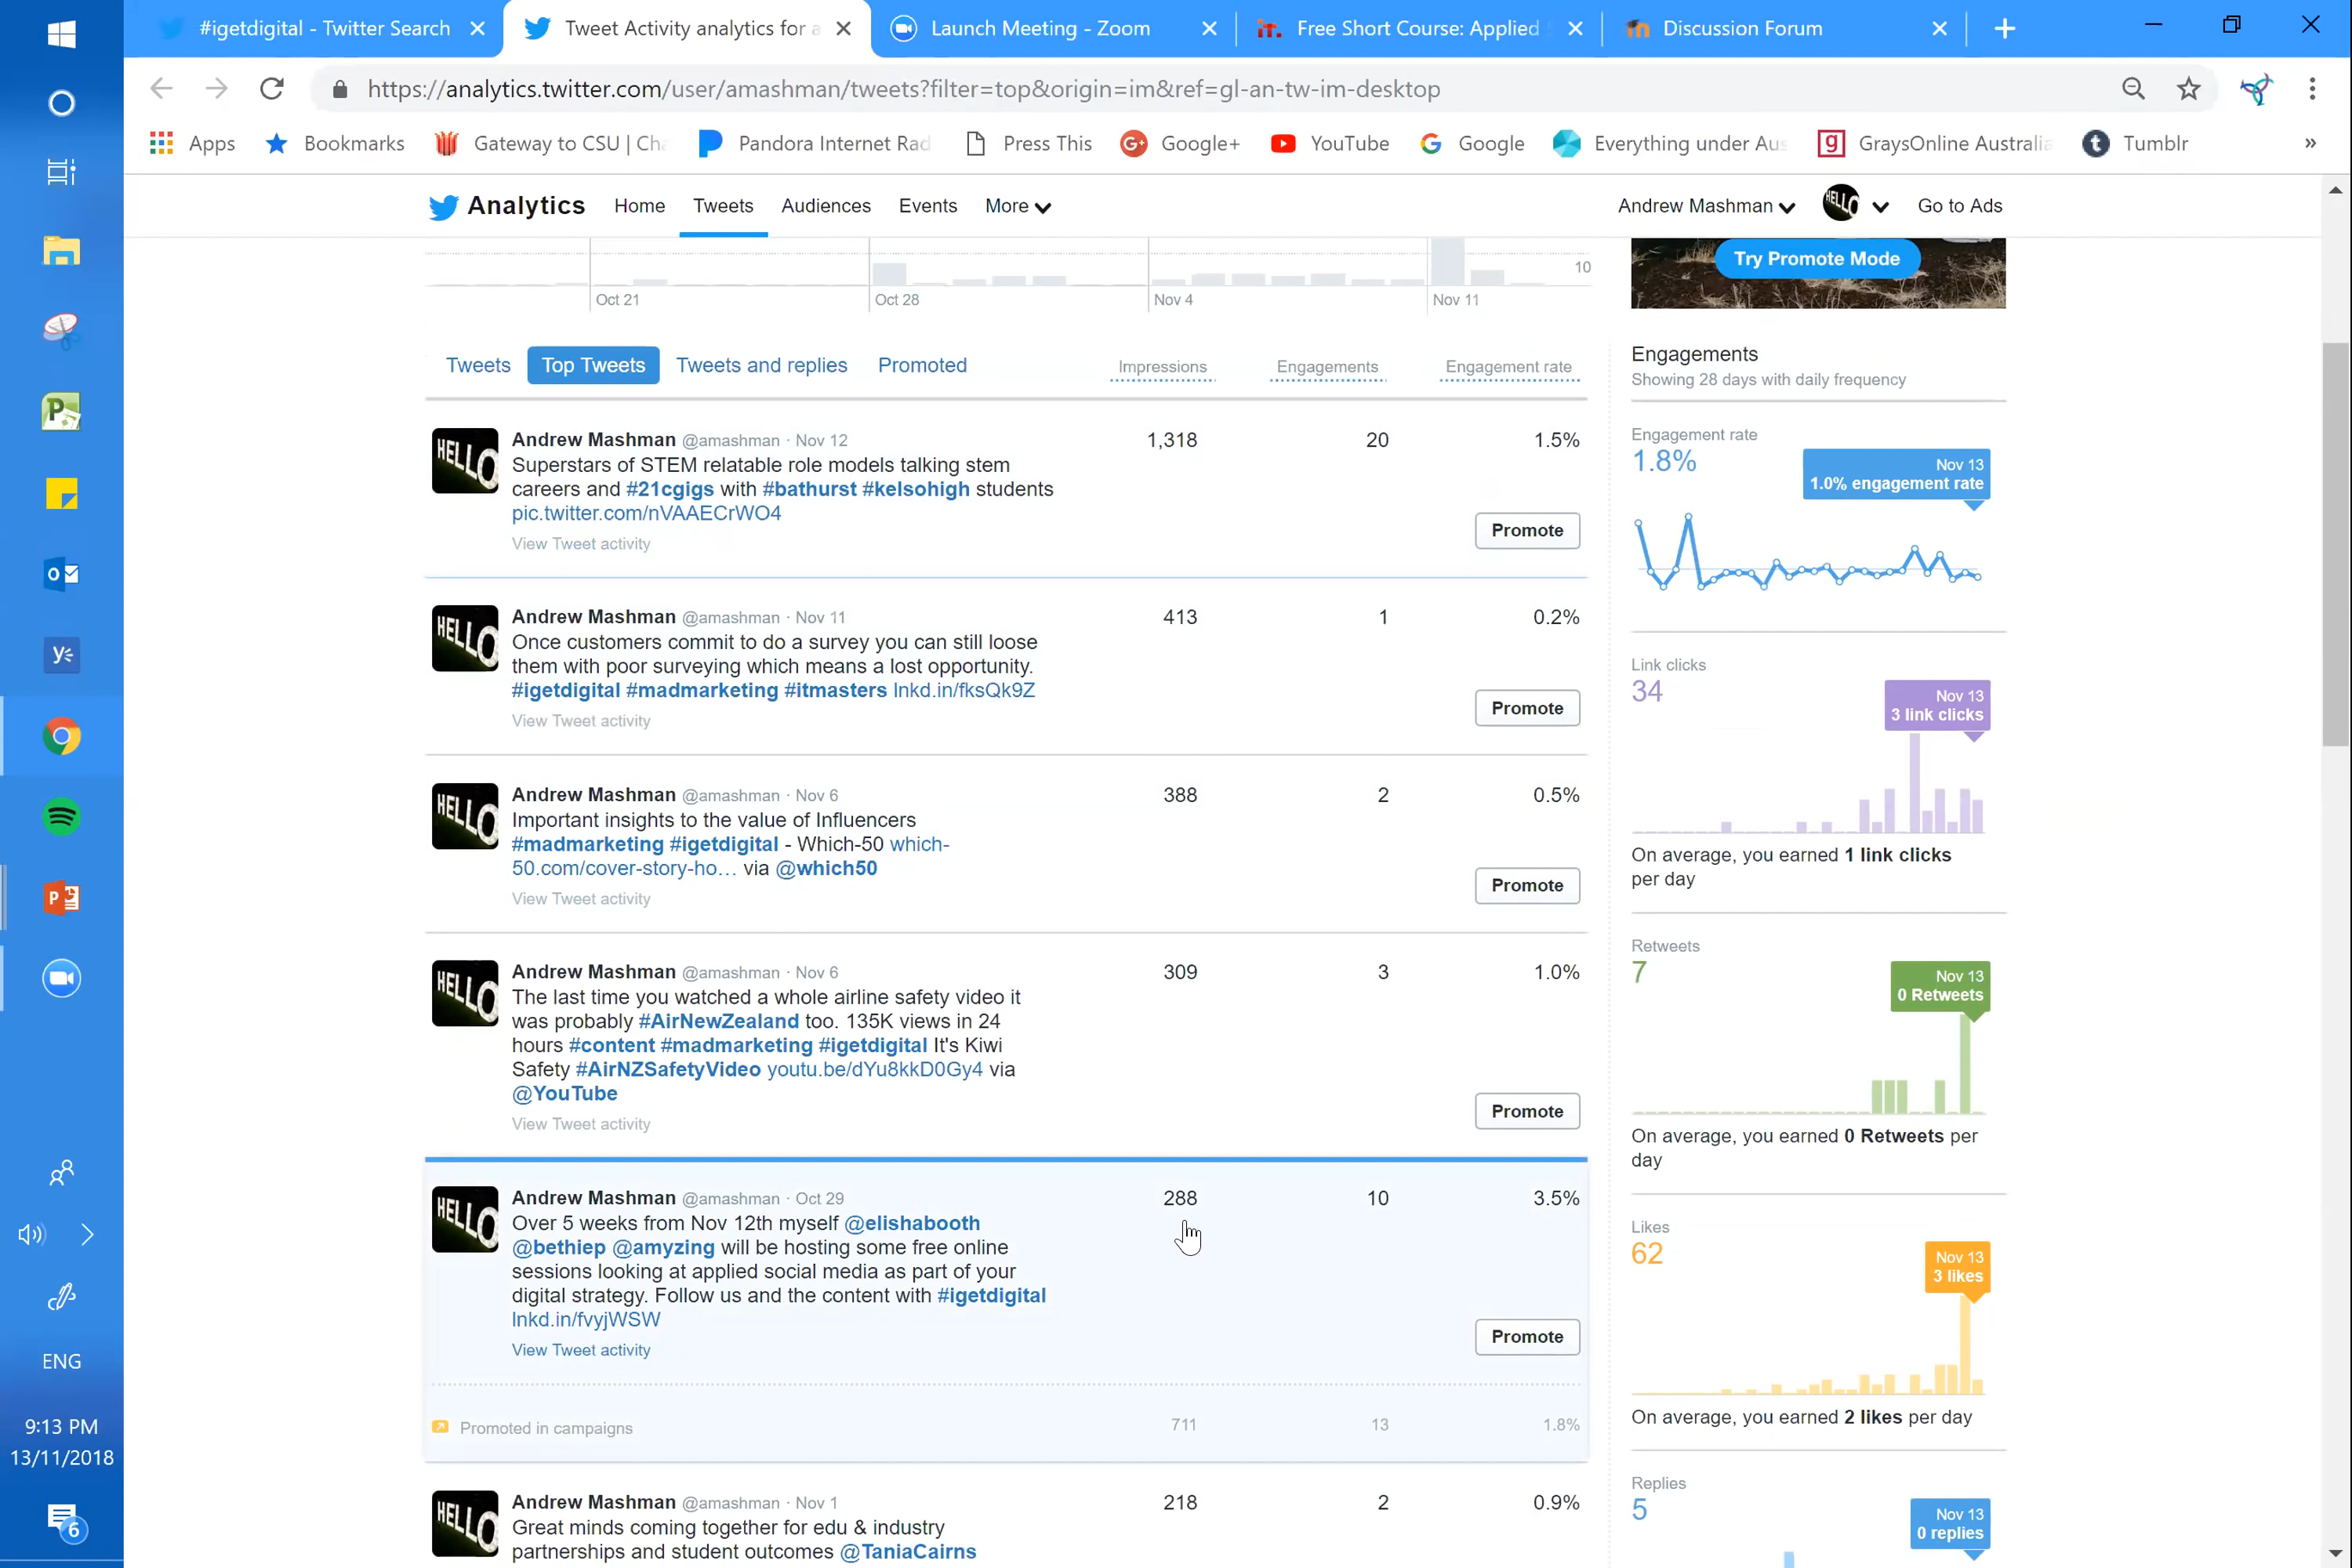 #igetdigital - Twitter Search
Tweet Activity analytics for a
Launch Meeting - Zoom
Free Short Course: Applied
Discussion Forum
https://analytics.twitter.com/user/amashman/tweets?filter=top&origin=im&ref=gl-an-tw-im-desktop
Apps
Bookmarks
Gateway to CSU | Cha
Pandora Internet Rad
Press This
Google+
YouTube
Google
Everything under Aus
GraysOnline Australia
Tumblr
»
Analytics
Home
Tweets
Audiences
Events
More
Andrew Mashman
HELLO
Go to Ads
10
Oct 21
Oct 28
Nov 4
Nov 11
Try Promote Mode
Tweets
Top Tweets
Tweets and replies
Promoted
Impressions
Engagements
Engagement rate
HELLO
Andrew Mashman @amashman · Nov 12
Superstars of STEM relatable role models talking stem
careers and #21cgigs with #bathurst #kelsohigh students
pic.twitter.com/nVAAECrWO4
View Tweet activity
1,318
20
1.5%
Promote
HELLO
Andrew Mashman @amashman · Nov 11
Once customers commit to do a survey you can still loose
them with poor surveying which means a lost opportunity.
#igetdigital #madmarketing #itmasters lnkd.in/fksQk9Z
View Tweet activity
413
1
0.2%
Promote
HELLO
Andrew Mashman @amashman · Nov 6
Important insights to the value of Influencers
#madmarketing #igetdigital - Which-50 which-
50.com/cover-story-ho… via @which50
View Tweet activity
388
2
0.5%
Promote
HELLO
Andrew Mashman @amashman · Nov 6
The last time you watched a whole airline safety video it
was probably #AirNewZealand too. 135K views in 24
hours #content #madmarketing #igetdigital It's Kiwi
Safety #AirNZSafetyVideo youtu.be/dYu8kkD0Gy4 via
@YouTube
View Tweet activity
309
3
1.0%
Promote
HELLO
Andrew Mashman @amashman · Oct 29
Over 5 weeks from Nov 12th myself @elishabooth
@bethiep @amyzing will be hosting some free online
sessions looking at applied social media as part of your
digital strategy. Follow us and the content with #igetdigital
lnkd.in/fvyjWSW
View Tweet activity
288
10
3.5%
Promote
Promoted in campaigns
711
13
1.8%
HELLO
Andrew Mashman @amashman · Nov 1
Great minds coming together for edu & industry
partnerships and student outcomes @TaniaCairns
218
2
0.9%
Engagements
Showing 28 days with daily frequency
Engagement rate
1.8%
Nov 13
1.0% engagement rate
Link clicks
34
Nov 13
3 link clicks
On average, you earned 1 link clicks
per day
Retweets
7
Nov 13
0 Retweets
On average, you earned 0 Retweets per
day
Likes
62
Nov 13
3 likes
On average, you earned 2 likes per day
Replies
5
Nov 13
0 replies
ENG
9:13 PM
13/11/2018
6